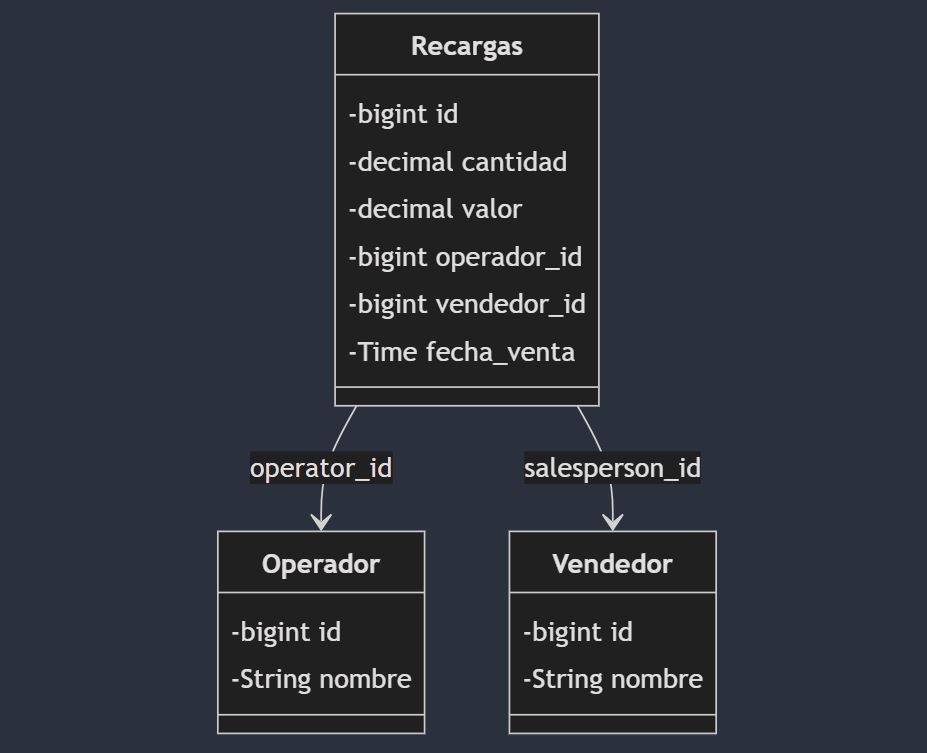 Recargas
-bigint id
-decimal cantidad
-decimal valor
-bigint operador_id
-bigint vendedor_id
-Time fecha_venta
operator_id
salesperson_id
Operador
-bigint id
-String nombre
Vendedor
-bigint id
-String nombre